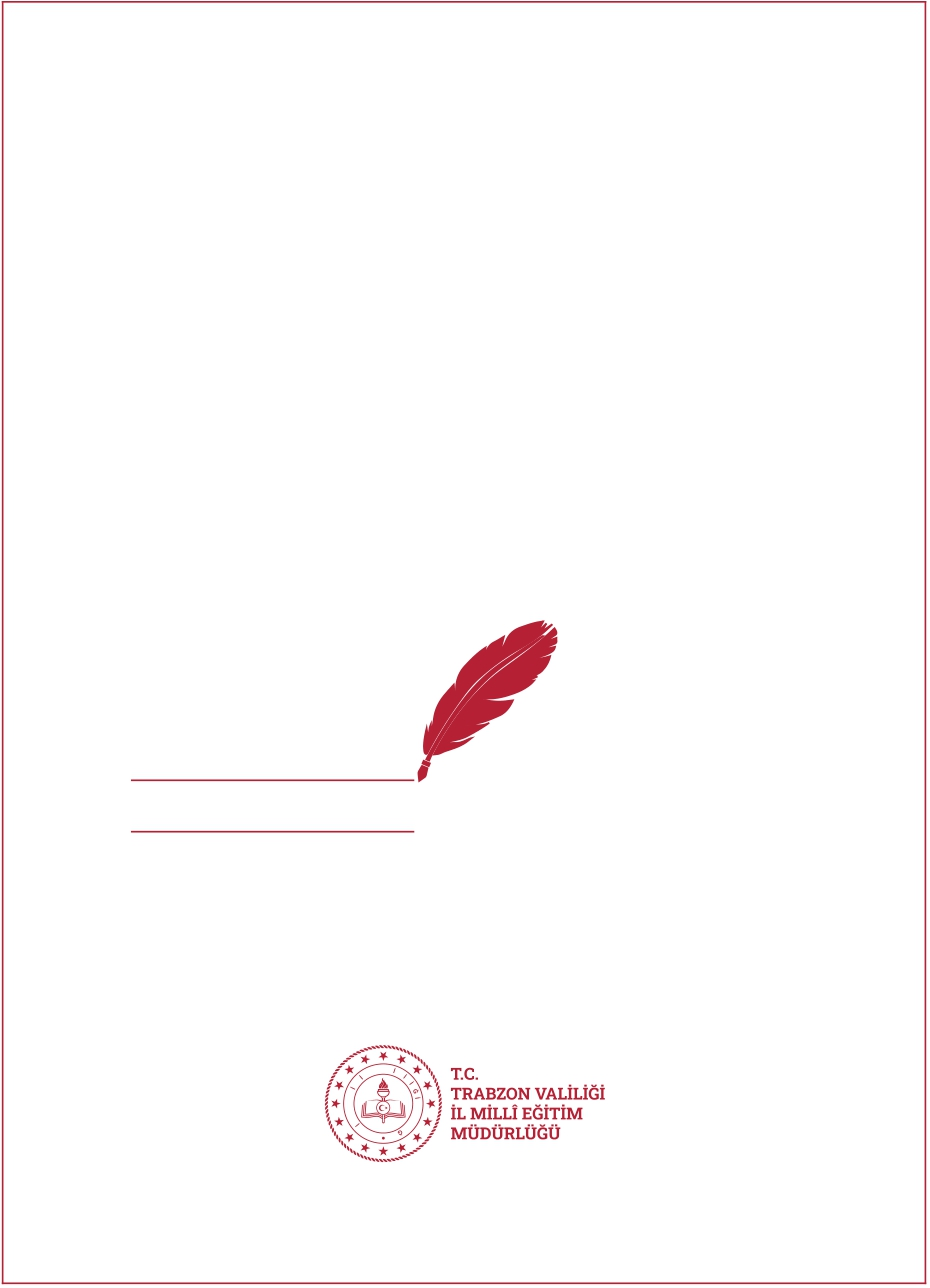 T.C.
TRABZON VALİLİĞİ
İL MİLLÎ EĞİTİM
MÜDÜRLÜĞÜ